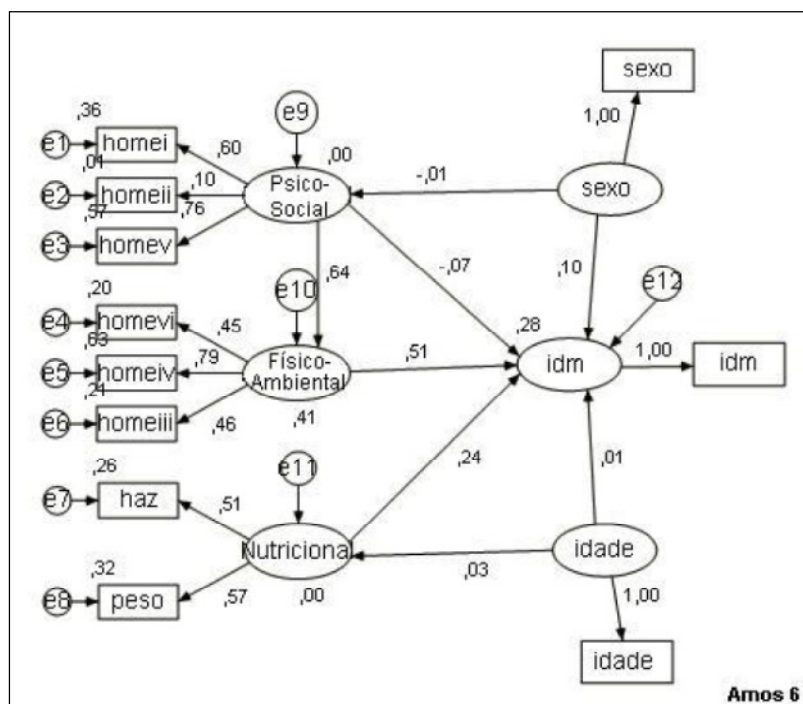 sexo
,36
e9
e1
homei
,60
,00
1,00
,01
e2
homeii
,10
Psico-
Social
-,01
sexo
,57
,76
e3
homev
,64
-,07
,10
e12
,20
e10
e4
homevi
,45
,28
,63
,79
Físico-
Ambiental
,51
idm
1,00
idm
e5
homeiv
,21
e6
homeiii
,46
,41
,26
e11
,24
,01
e7
haz
,51
Nutricional
idade
,03
,32
e8
peso
,57
,00
1,00
idade
Amos 6